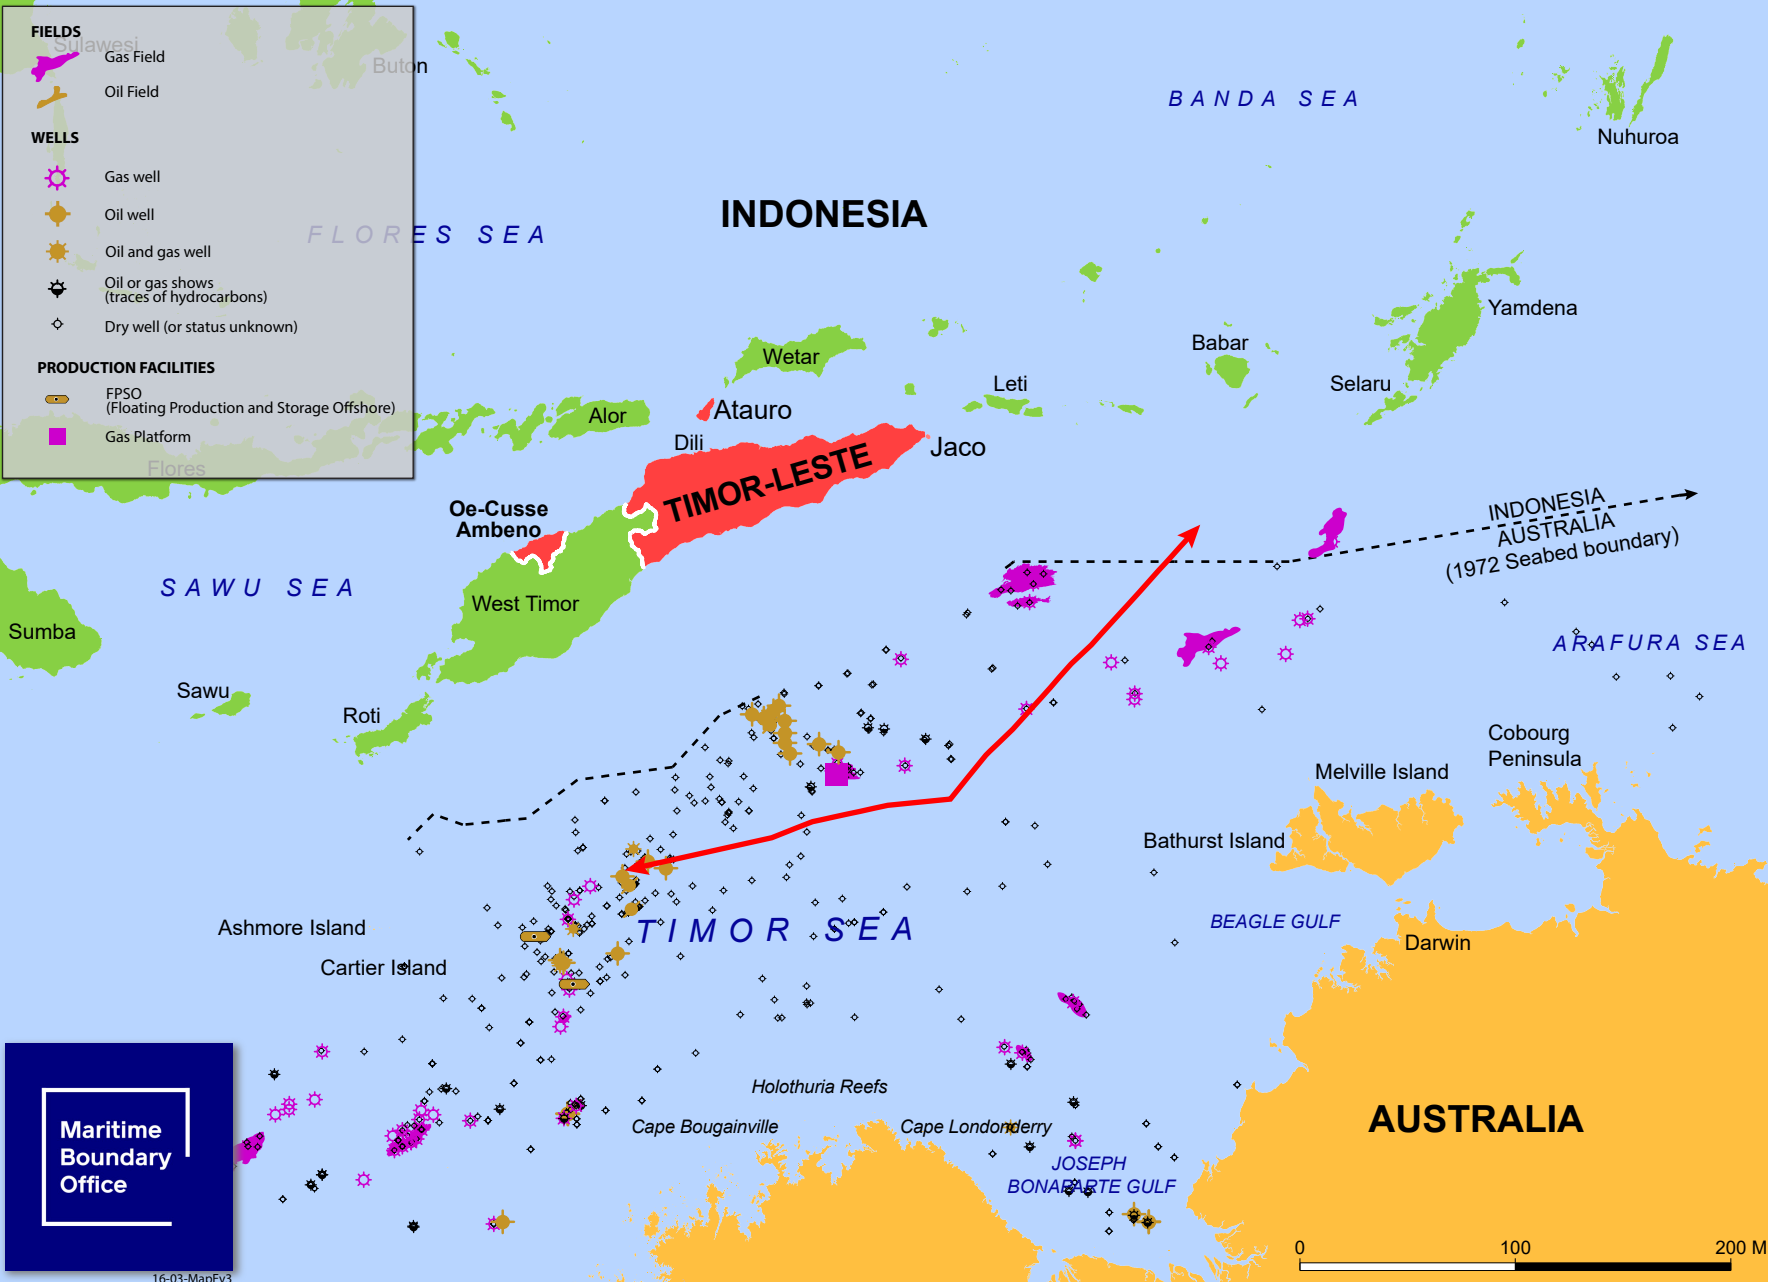 FIELDS
Sulawesi
Gas Field
Buton
Oil Field
WELLS
Gas well
Oil well
FLORES SEA
Oil and gas well
Oil or gas shows
(traces of hydrocarbons)
Dry well (or status unknown)
PRODUCTION FACILITIES
FPSO
(Floating Production and Storage Offshore)
Gas Platform
Flores
BANDA SEA
Nuhuroa
INDONESIA
Yamdena
Wetar
Babar
Leti
Selaru
Alor
Atauro
Dili
Jaco
TIMOR-LESTE
Oe-Cusse
Ambeno
INDONESIA
AUSTRALIA
(1972 Seabed boundary)
SAWU SEA
West Timor
Sumba
ARAFURA SEA
Sawu
Roti
Cobourg
Peninsula
Melville Island
Bathurst Island
Ashmore Island
TIMOR SEA
BEAGLE GULF
Darwin
Cartier Island
Holothuria Reefs
Cape Bougainville
Cape Londonderry
AUSTRALIA
JOSEPH
BONAPARTE GULF
Maritime
Boundary
Office
0 100 200 M
16-03-MapEv3